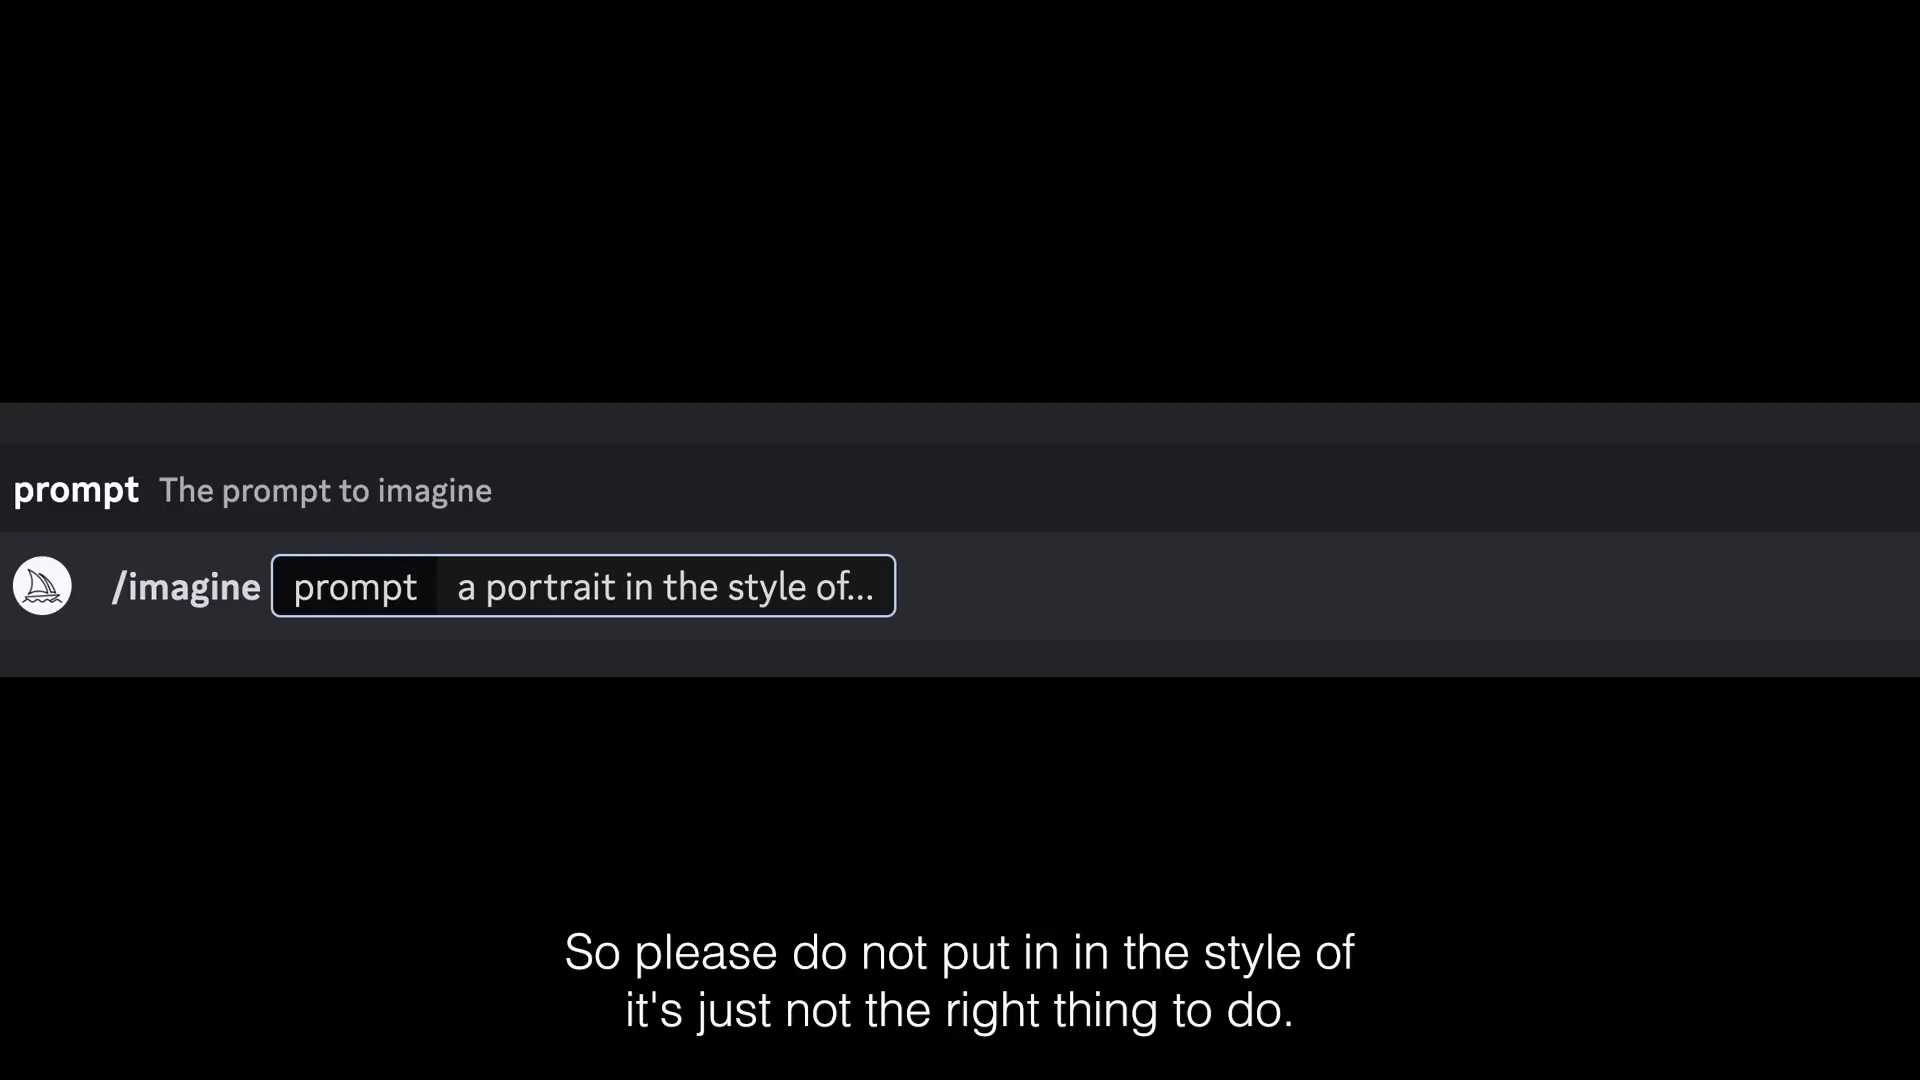 prompt The prompt to imagine
/imagine prompt a portrait in the style of...
So please do not put in in the style of
it's just not the right thing to do.